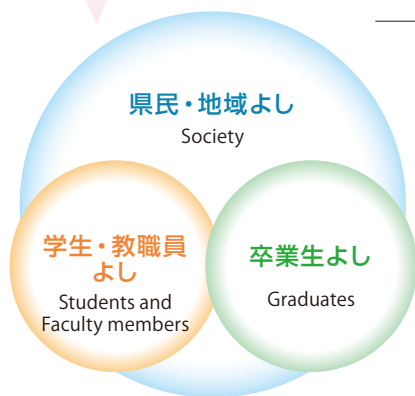 県民・地域よし
Society
学生・教職員
よし
Students and
Faculty members
卒業生よし
Graduates